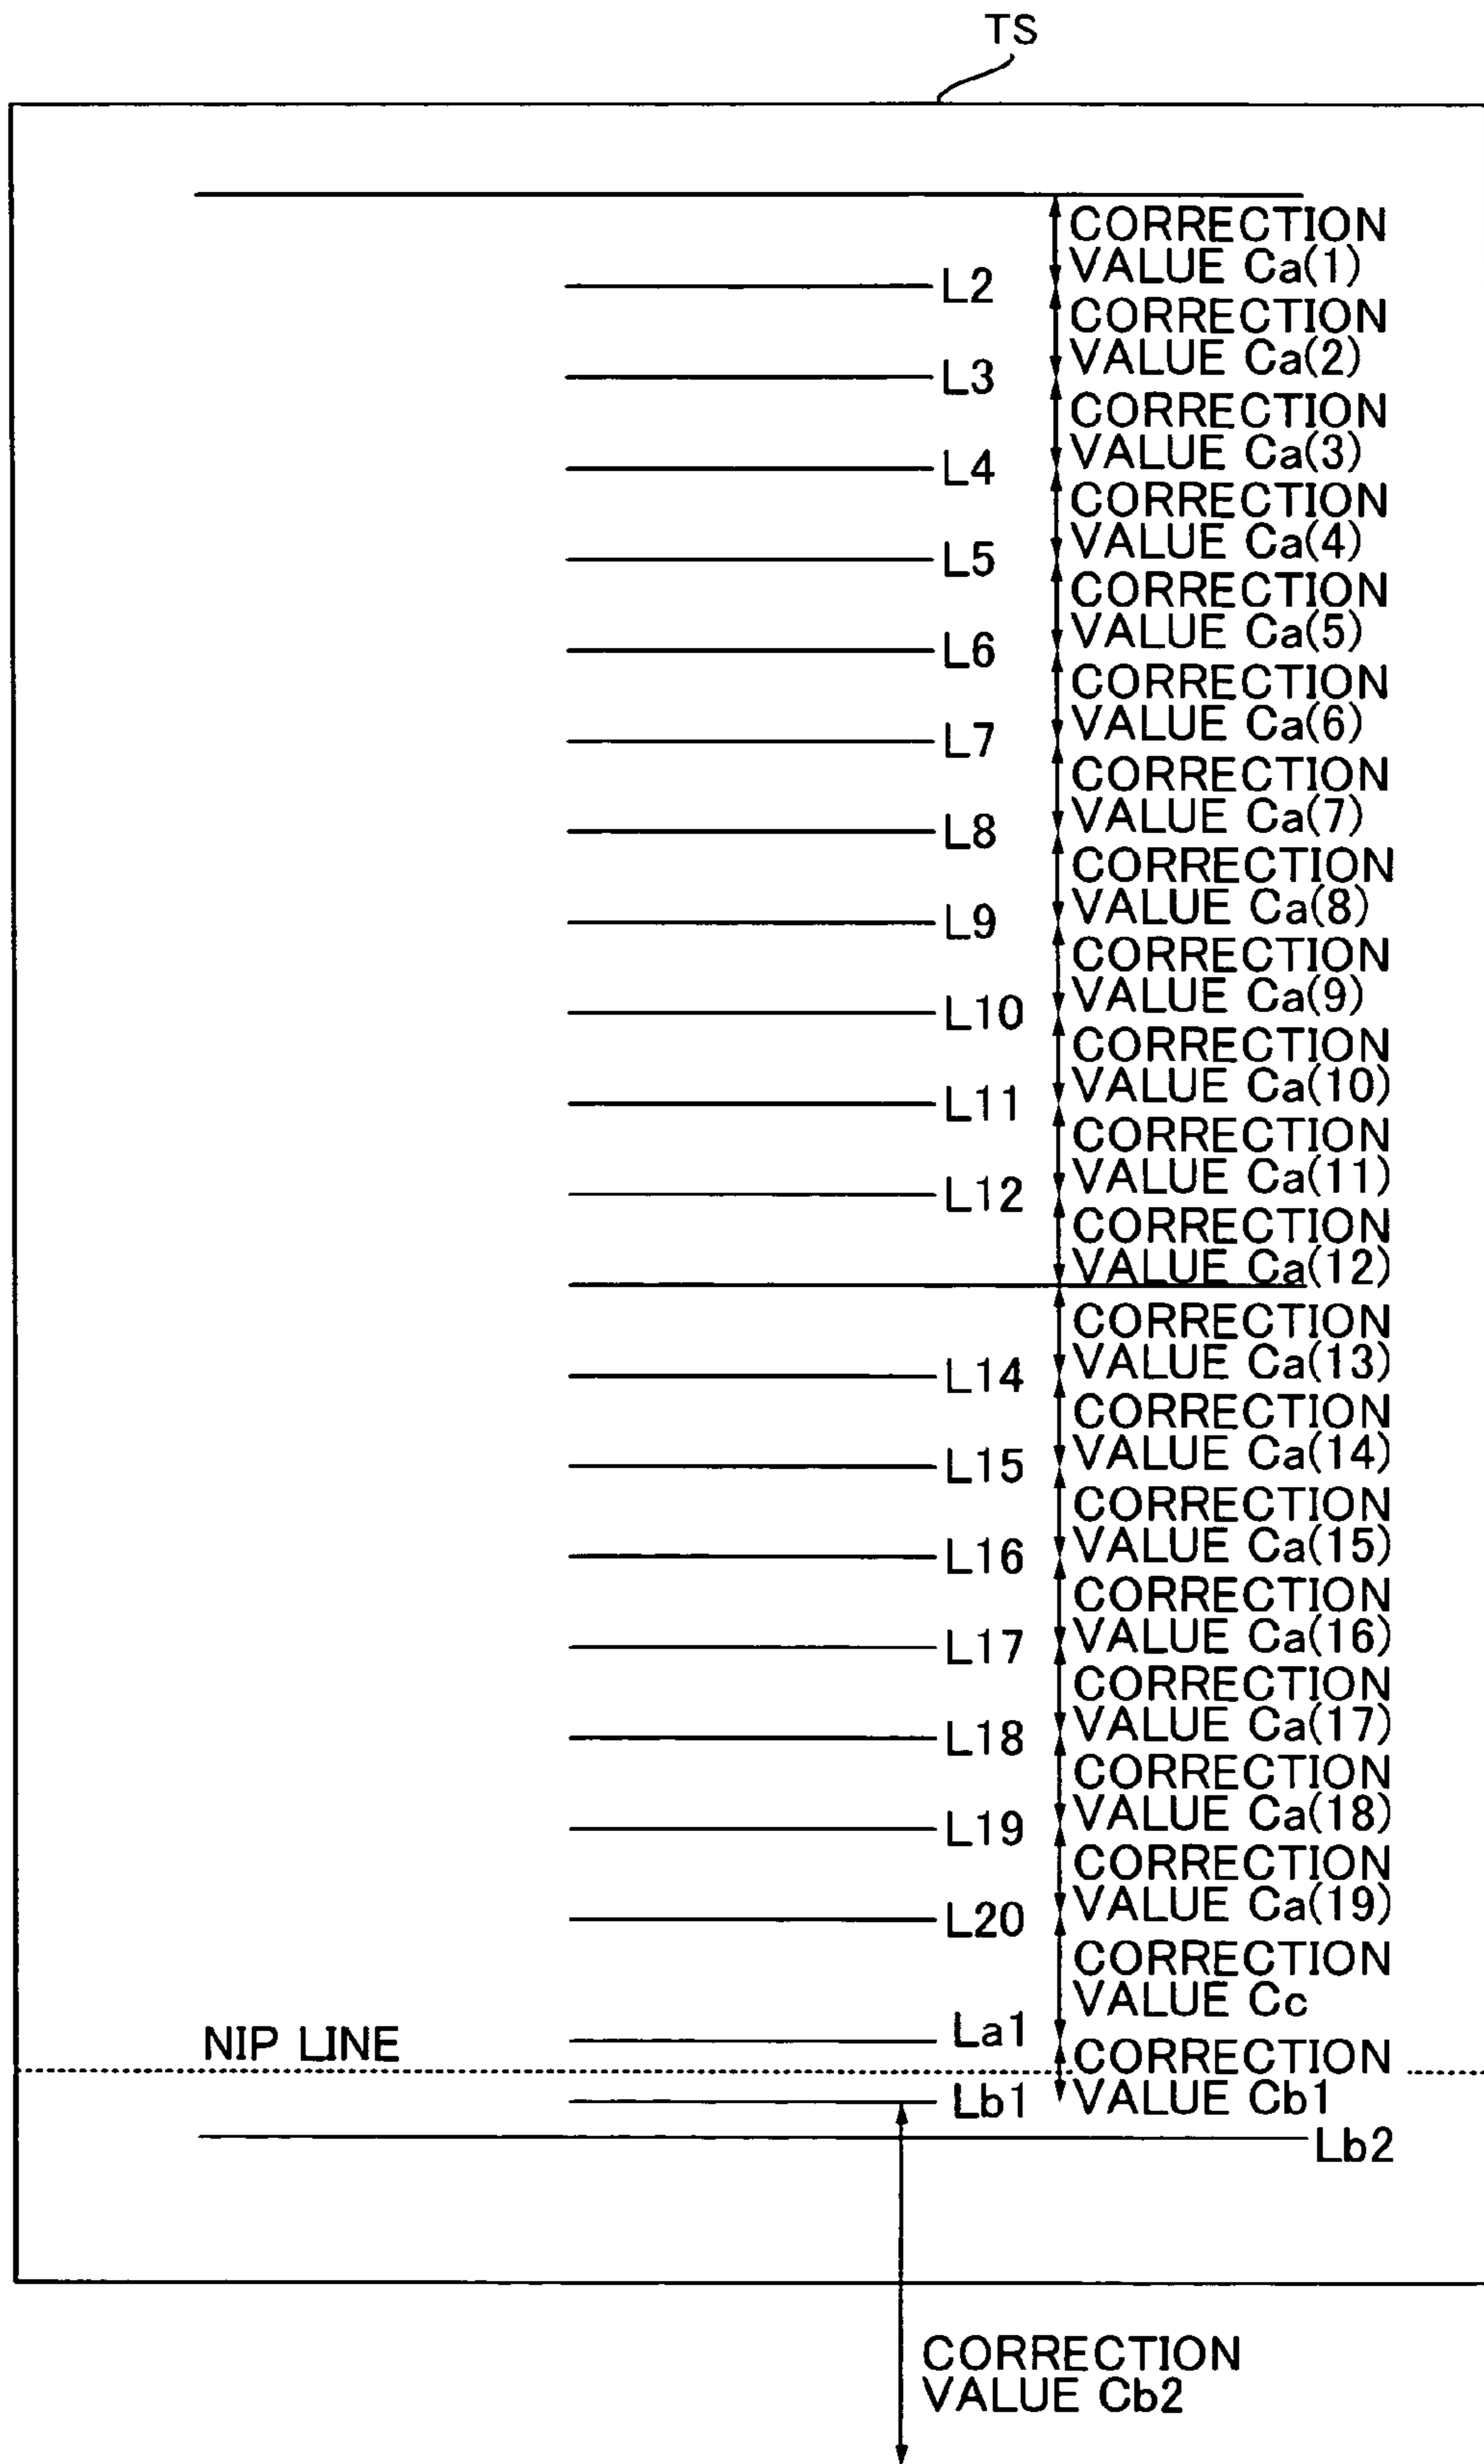 TS
CORRECTION
VALUE Ca(1)
L2
CORRECTION
VALUE Ca(2)
L3
CORRECTION
VALUE Ca(3)
L4
CORRECTION
VALUE Ca(4)
L5
CORRECTION
VALUE Ca(5)
L6
CORRECTION
VALUE Ca(6)
L7
CORRECTION
VALUE Ca(7)
L8
CORRECTION
VALUE Ca(8)
L9
CORRECTION
VALUE Ca(9)
L10
CORRECTION
VALUE Ca(10)
L11
CORRECTION
VALUE Ca(11)
L12
CORRECTION
VALUE Ca(12)
CORRECTION
VALUE Ca(13)
L14
CORRECTION
VALUE Ca(14)
L15
CORRECTION
VALUE Ca(15)
L16
CORRECTION
VALUE Ca(16)
L17
CORRECTION
VALUE Ca(17)
L18
CORRECTION
VALUE Ca(18)
L19
CORRECTION
VALUE Ca(19)
L20
CORRECTION
VALUE Cc
La1
NIP LINE
CORRECTION
VALUE Cb1
Lb1
Lb2
CORRECTION
VALUE Cb2